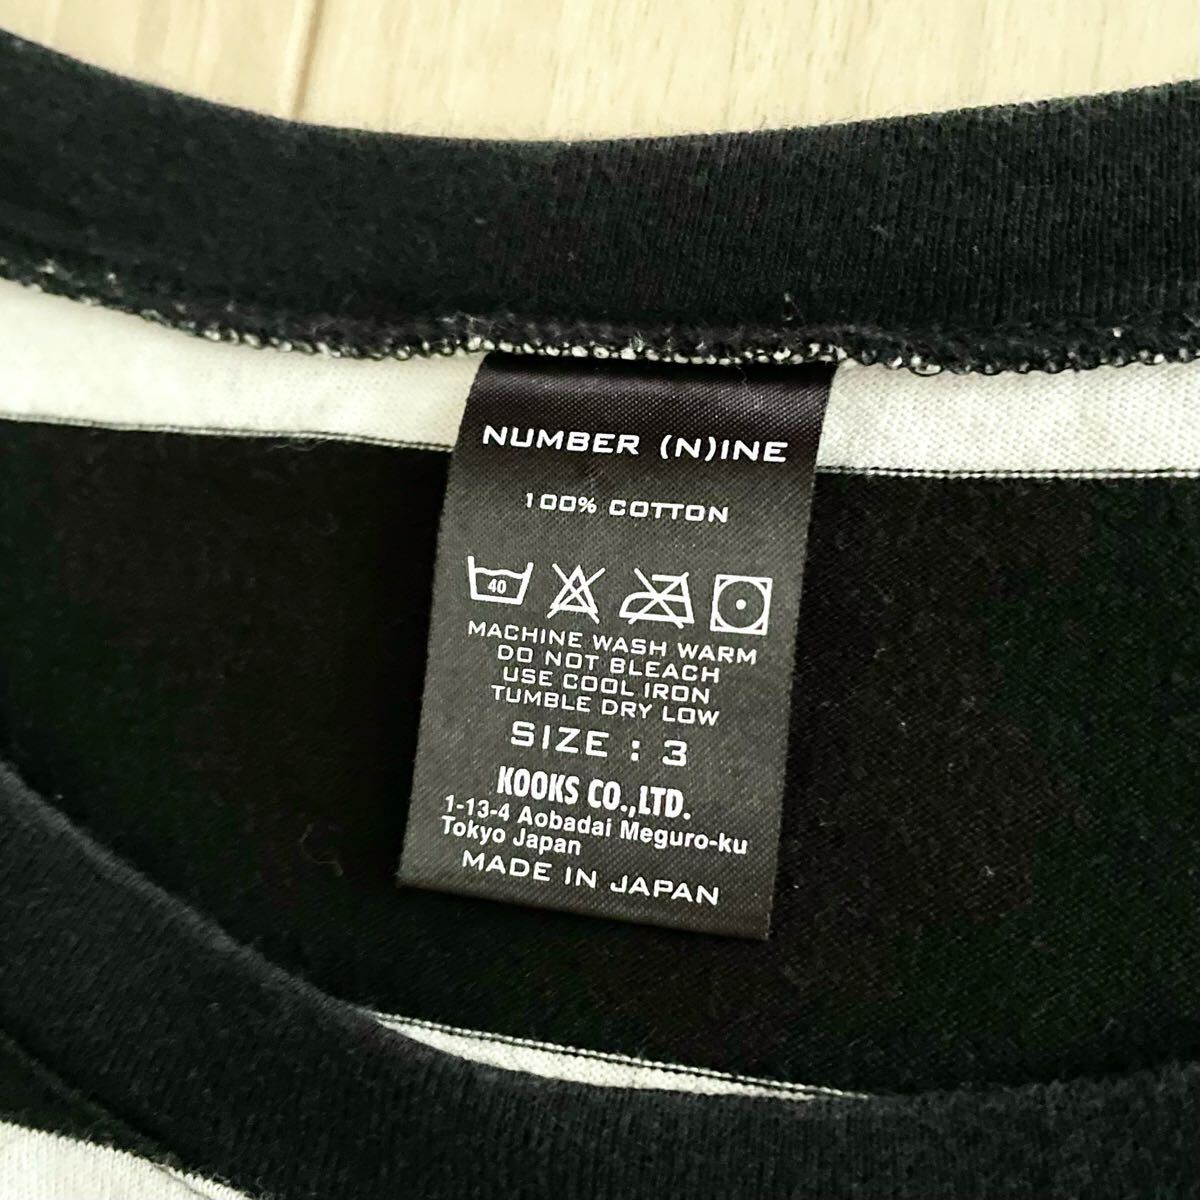 NUMBER (N)INE
100% COTTON
40
MACHINE WASH WARM
DO NOT BLEACH
USE COOL IRON
TUMBLE DRY LOW
SIZE : 3
KOOKS CO.,LTD.
1-13-4 Aobadai Meguro-ku
Tokyo Japan
MADE IN JAPAN